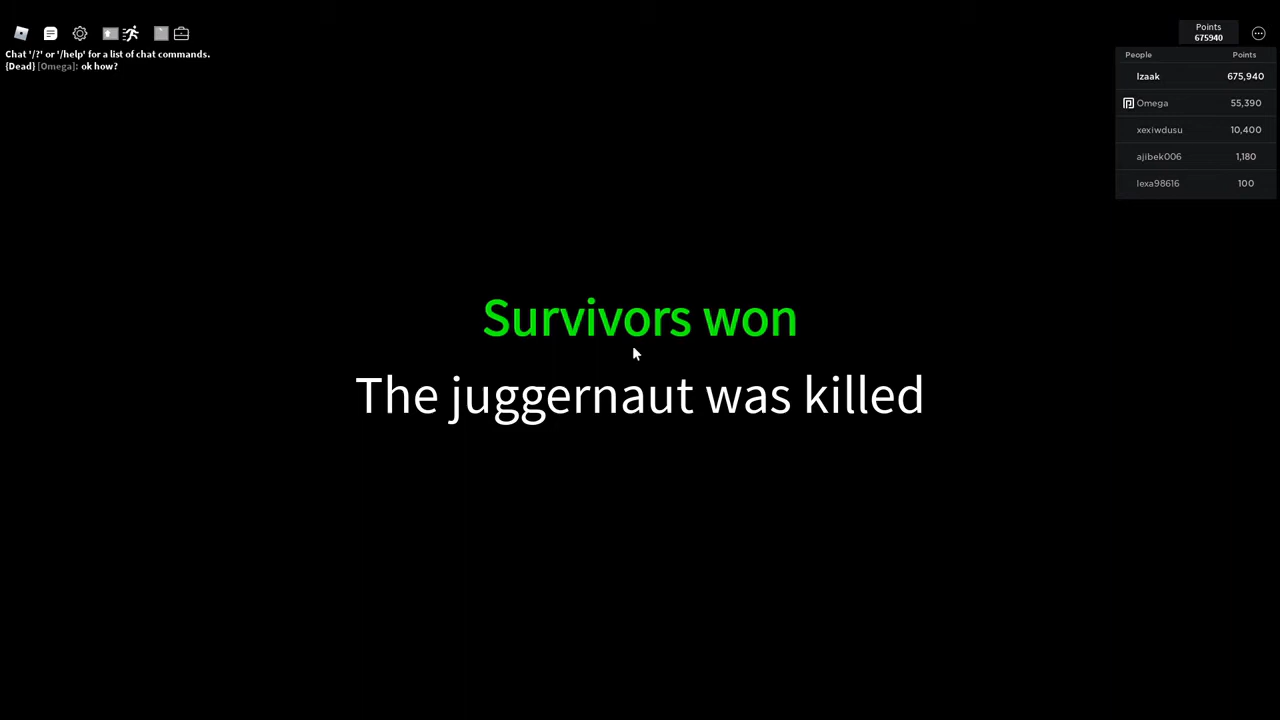 Chat '/?' or '/help' for a list of chat commands.
{Dead} [Omega]: ok how?
Points
675940
People Points
Izaak 675,940
Omega 55,390
xexiwdusu 10,400
ajibek006 1,180
lexa98616 100
Survivors won
The juggernaut was killed